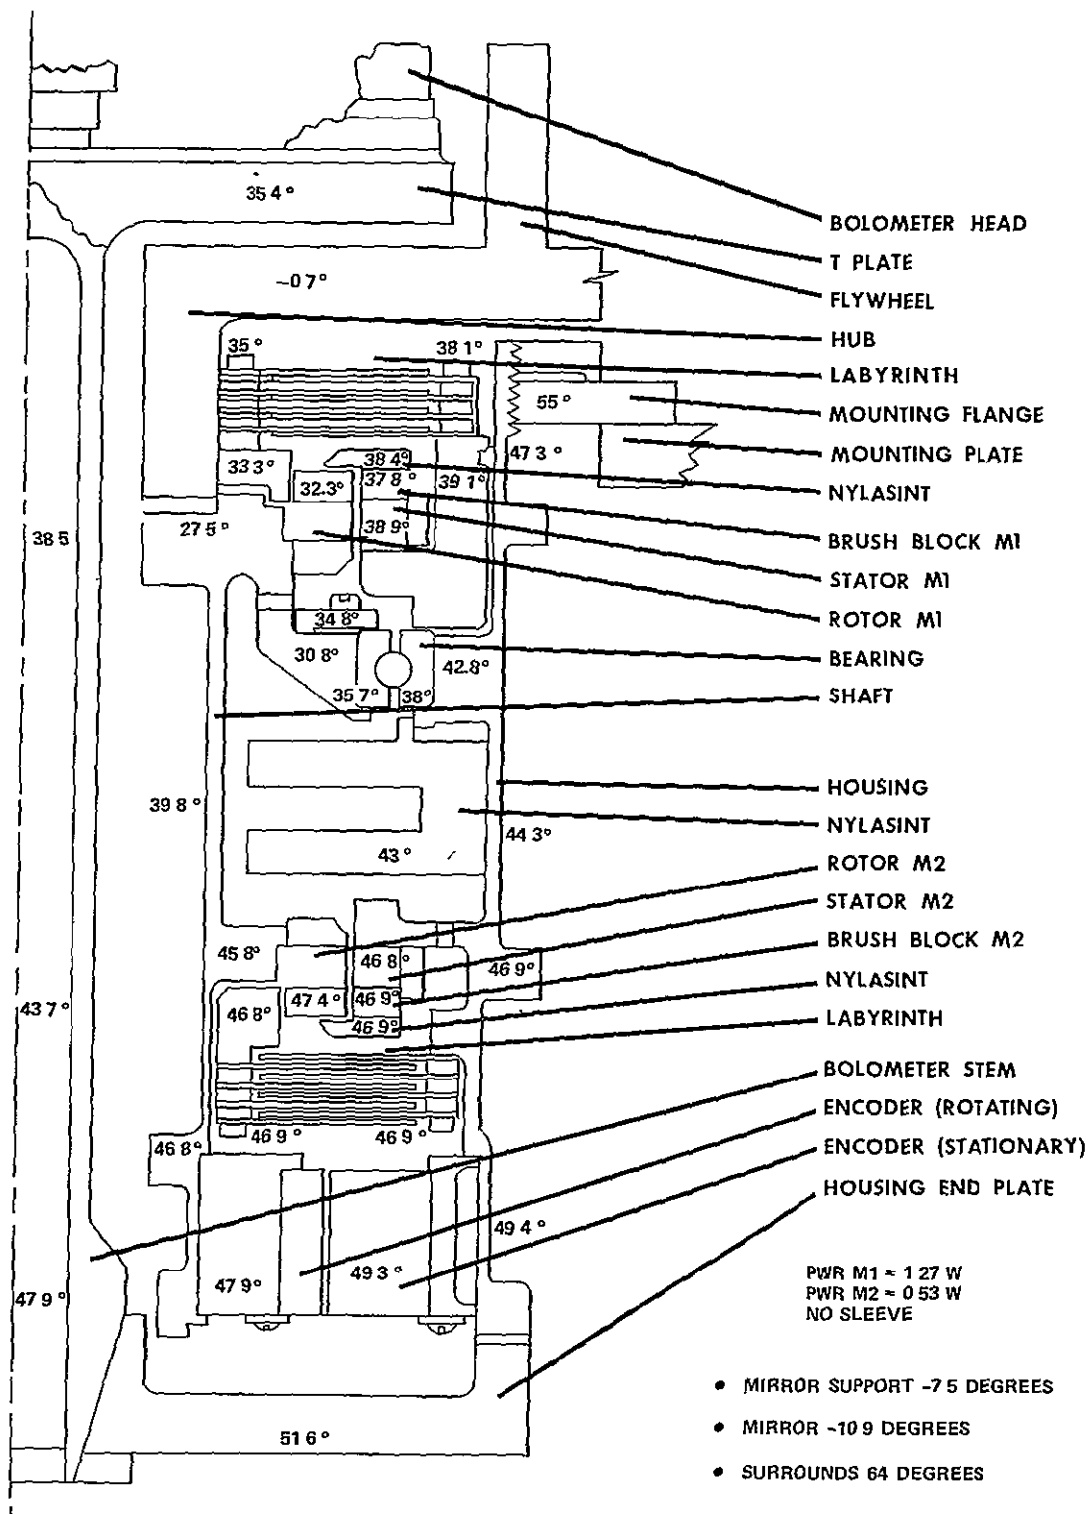 35 4°
~0 7°
35°
38 1°
55°
47 3°
33 3°
32.3°
38 4°
37 8°
39 1°
27 5°
38 9°
38 5
34 8°
30 8°
42.8°
35 7°
38°
39 8°
44 3°
43°
45 8°
46 8°
46 9°
46 8°
47 4°
46 9°
46 9°
43 7°
46 8°
46 9°
46 9°
49 4°
47 9°
49 3°
47 9°
51 6°
BOLOMETER HEAD
T PLATE
FLYWHEEL
HUB
LABYRINTH
MOUNTING FLANGE
MOUNTING PLATE
NYLASINT
BRUSH BLOCK M1
STATOR M1
ROTOR M1
BEARING
SHAFT
HOUSING
NYLASINT
ROTOR M2
STATOR M2
BRUSH BLOCK M2
NYLASINT
LABYRINTH
BOLOMETER STEM
ENCODER (ROTATING)
ENCODER (STATIONARY)
HOUSING END PLATE
PWR M1 = 1 27 W
PWR M2 = 0 53 W
NO SLEEVE
• MIRROR SUPPORT -7 5 DEGREES
• MIRROR -10 9 DEGREES
• SURROUNDS 64 DEGREES